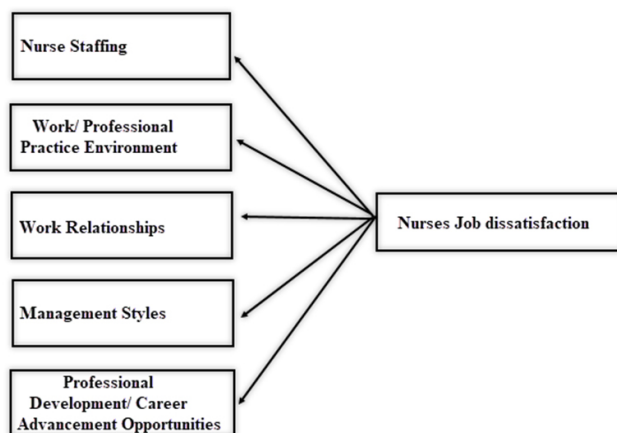 Nurse Staffing
Work/ Professional
Practice Environment
Work Relationships
Nurses Job dissatisfaction
Management Styles
Professional
Development/ Career
Advancement Opportunities